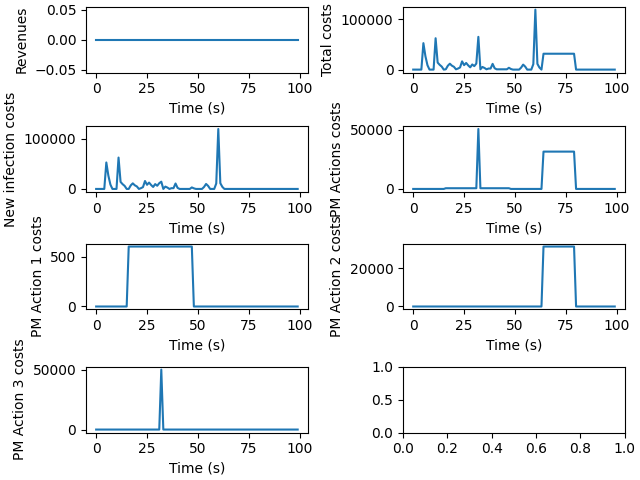 Revenues
0.05
0.00
−0.05
0 25 50 75 100
Time (s)
Total costs
100000
0
0 25 50 75 100
Time (s)
New infection costs
100000
0
0 25 50 75 100
Time (s)
PM Actions costs
50000
0
0 25 50 75 100
Time (s)
PM Action 1 costs
500
0
0 25 50 75 100
Time (s)
PM Action 2 costs
20000
0
0 25 50 75 100
Time (s)
PM Action 3 costs
50000
0
0 25 50 75 100
Time (s)
1.0
0.5
0.0
0.0 0.2 0.4 0.6 0.8 1.0